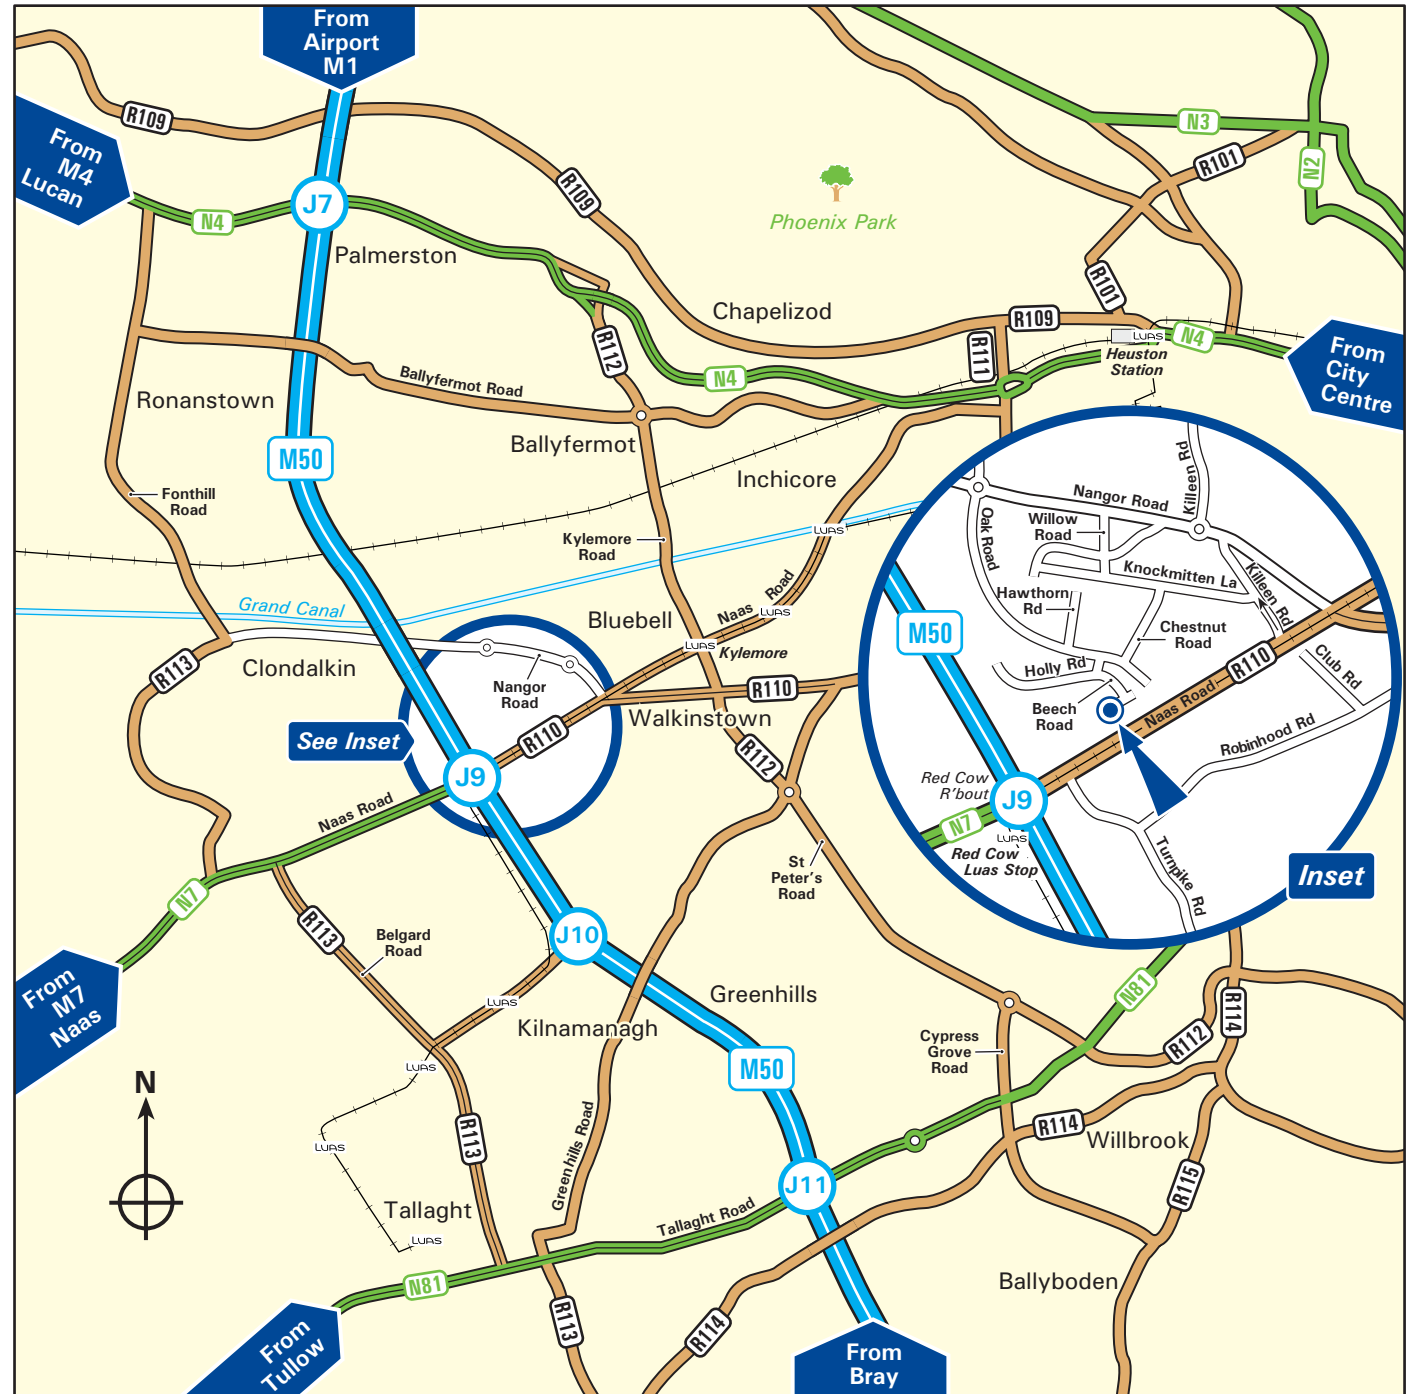 From
Airport
M1
From
M4
Lucan
R109
N4
J7
Palmerston
R109
Phoenix Park
N3
R101
N2
R101
Chapelizod
R109
R111
LUAS
Heuston
Station
N4
From
City
Centre
R112
N4
Ballyfermot Road
Ronanstown
Ballyfermot
M50
Inchicore
Fonthill
Road
Kylemore
Road
LUAS
Grand Canal
Naas Road
LUAS
Bluebell
LUAS
Kylemore
Clondalkin
R113
Nangor
Road
R110
Walkinstown
See Inset
R110
R112
J9
Naas Road
N7
St
Peter's
Road
R113
Belgard
Road
J10
From
M7
Naas
LUAS
Kilnamanagh
Greenhills
LUAS
M50
N81
R114
R112
Cypress
Grove
Road
N
R113
LUAS
Greenhills Road
R114
Willbrook
R115
J11
Tallaght
LUAS
Tallaght Road
N81
Ballyboden
R113
R114
From
Tullow
From
Bray
Killeen Rd
Nangor Road
Oak Road
Willow
Road
Knockmitten La
Killeen Rd
Hawthorn
Rd
M50
Chestnut
Road
Holly Rd
Beech
Road
R110
Club Rd
Naas Road
Robinhood Rd
Red Cow
R'bout
J9
N7
LUAS
Red Cow
Luas Stop
Turnpike Rd
Inset